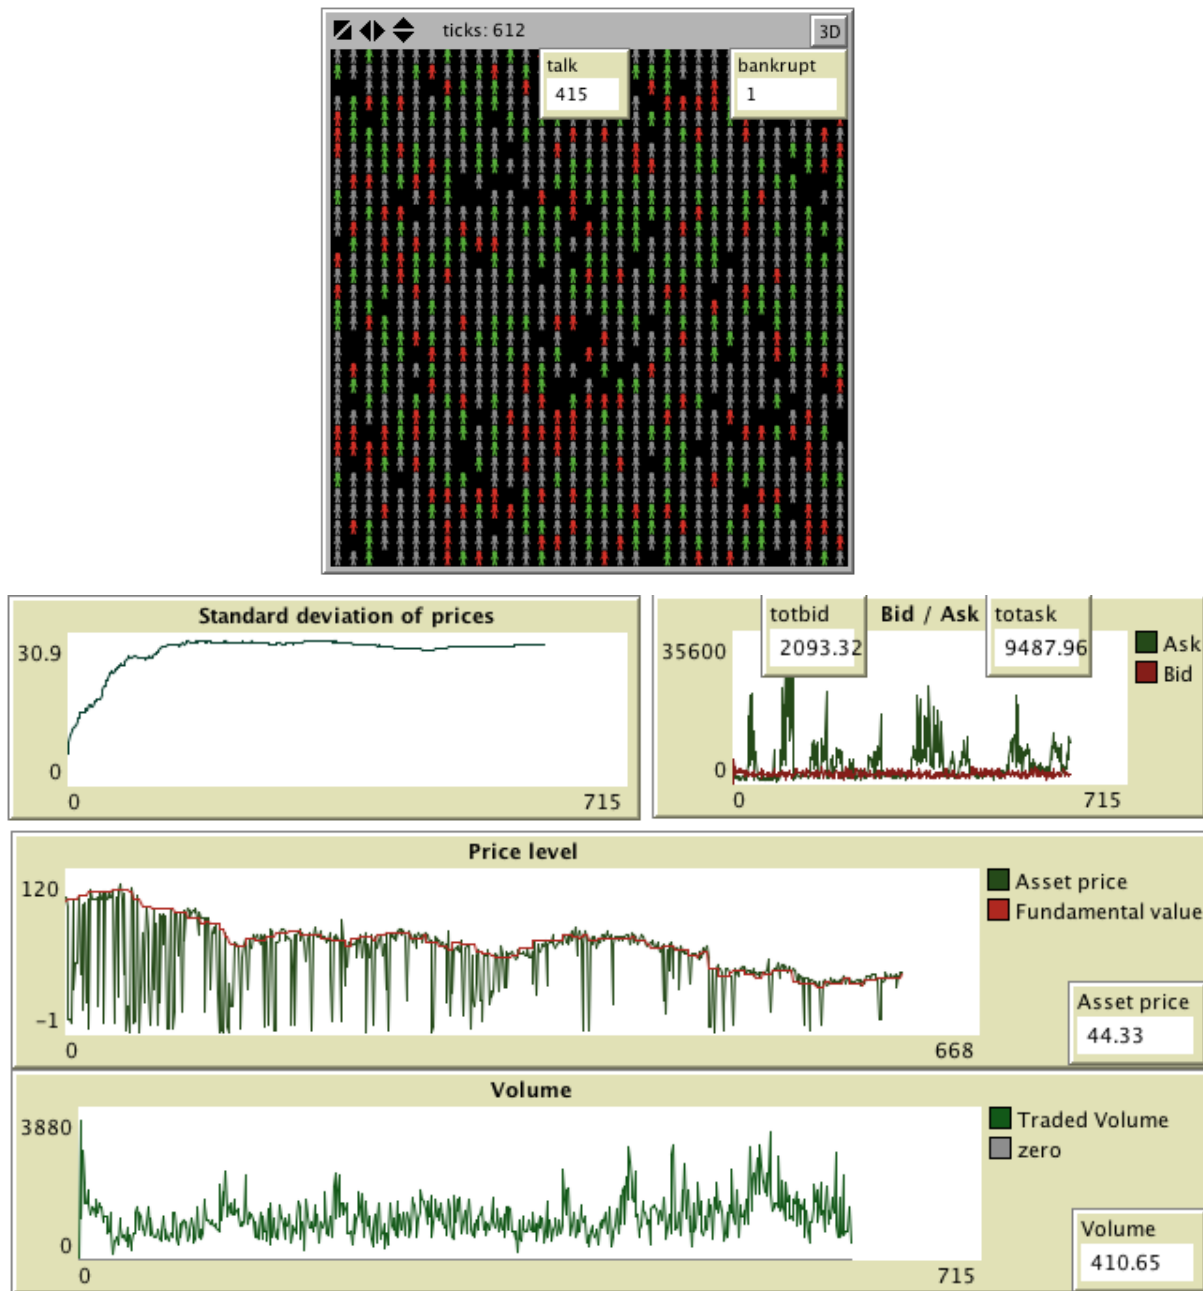 ticks: 612
3D
talk
415
bankrupt
1
Standard deviation of prices
30.9
0
0
715
totbid
2093.32
Bid / Ask
totask
9487.96
35600
0
0
715
Ask
Bid
Price level
120
-1
0
668
Asset price
Fundamental value
Asset price
44.33
Volume
3880
0
0
715
Traded Volume
zero
Volume
410.65